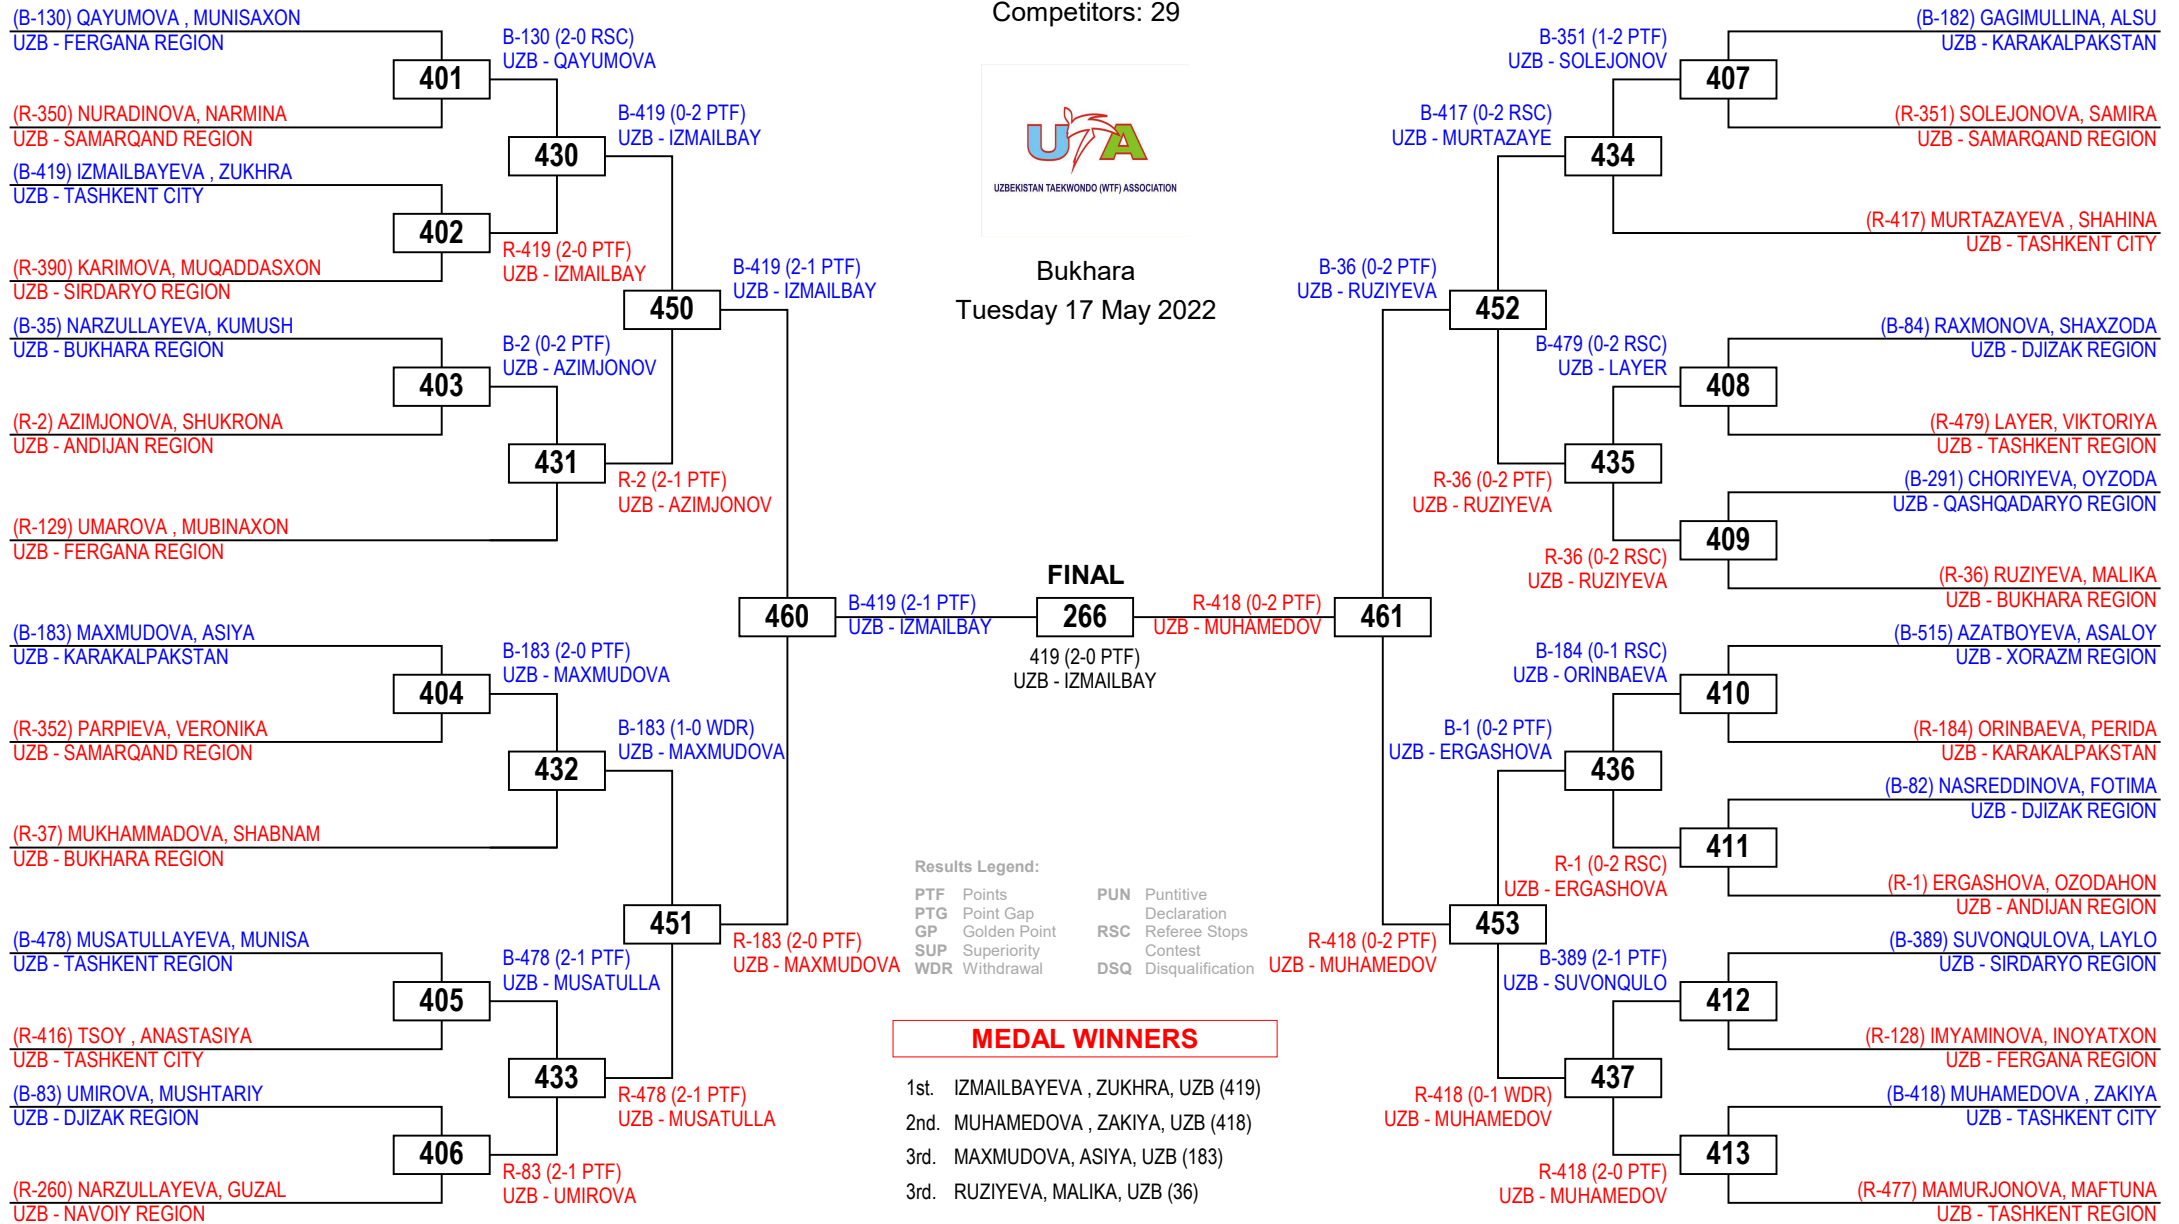 Competitors: 29
UTA
UZBEKISTAN TAEKWONDO (WTF) ASSOCIATION
Bukhara
Tuesday 17 May 2022
(B-130) QAYUMOVA , MUNISAXON
UZB - FERGANA REGION
401
(R-350) NURADINOVA, NARMINA
UZB - SAMARQAND REGION
(B-419) IZMAILBAYEVA , ZUKHRA
UZB - TASHKENT CITY
402
(R-390) KARIMOVA, MUQADDASXON
UZB - SIRDARYO REGION
(B-35) NARZULLAYEVA, KUMUSH
UZB - BUKHARA REGION
403
(R-2) AZIMJONOVA, SHUKRONA
UZB - ANDIJAN REGION
(R-129) UMAROVA , MUBINAXON
UZB - FERGANA REGION
(B-183) MAXMUDOVA, ASIYA
UZB - KARAKALPAKSTAN
404
(R-352) PARPIEVA, VERONIKA
UZB - SAMARQAND REGION
(R-37) MUKHAMMADOVA, SHABNAM
UZB - BUKHARA REGION
(B-478) MUSATULLAYEVA, MUNISA
UZB - TASHKENT REGION
405
(R-416) TSOY , ANASTASIYA
UZB - TASHKENT CITY
(B-83) UMIROVA, MUSHTARIY
UZB - DJIZAK REGION
406
(R-260) NARZULLAYEVA, GUZAL
UZB - NAVOIY REGION
B-130 (2-0 RSC)
UZB - QAYUMOVA
430
R-419 (2-0 PTF)
UZB - IZMAILBAY
B-2 (0-2 PTF)
UZB - AZIMJONOV
431
B-183 (2-0 PTF)
UZB - MAXMUDOVA
432
B-478 (2-1 PTF)
UZB - MUSATULLA
433
R-83 (2-1 PTF)
UZB - UMIROVA
B-419 (0-2 PTF)
UZB - IZMAILBAY
450
R-2 (2-1 PTF)
UZB - AZIMJONOV
B-183 (1-0 WDR)
UZB - MAXMUDOVA
451
R-478 (2-1 PTF)
UZB - MUSATULLA
B-419 (2-1 PTF)
UZB - IZMAILBAY
460
R-183 (2-0 PTF)
UZB - MAXMUDOVA
B-419 (2-1 PTF)
UZB - IZMAILBAY
FINAL
266
419 (2-0 PTF)
UZB - IZMAILBAY
R-418 (0-2 PTF)
UZB - MUHAMEDOV
461
B-36 (0-2 PTF)
UZB - RUZIYEVA
452
R-418 (0-2 PTF)
UZB - MUHAMEDOV
453
B-417 (0-2 RSC)
UZB - MURTAZAYE
434
R-36 (0-2 PTF)
UZB - RUZIYEVA
435
B-1 (0-2 PTF)
UZB - ERGASHOVA
436
R-418 (0-1 WDR)
UZB - MUHAMEDOV
437
B-351 (1-2 PTF)
UZB - SOLEJONOV
B-479 (0-2 RSC)
UZB - LAYER
R-36 (0-2 RSC)
UZB - RUZIYEVA
B-184 (0-1 RSC)
UZB - ORINBAEVA
R-1 (0-2 RSC)
UZB - ERGASHOVA
B-389 (2-1 PTF)
UZB - SUVONQULO
R-418 (2-0 PTF)
UZB - MUHAMEDOV
(B-182) GAGIMULLINA, ALSU
UZB - KARAKALPAKSTAN
407
(R-351) SOLEJONOVA, SAMIRA
UZB - SAMARQAND REGION
(R-417) MURTAZAYEVA , SHAHINA
UZB - TASHKENT CITY
(B-84) RAXMONOVA, SHAXZODA
UZB - DJIZAK REGION
408
(R-479) LAYER, VIKTORIYA
UZB - TASHKENT REGION
(B-291) CHORIYEVA, OYZODA
UZB - QASHQADARYO REGION
409
(R-36) RUZIYEVA, MALIKA
UZB - BUKHARA REGION
(B-515) AZATBOYEVA, ASALOY
UZB - XORAZM REGION
410
(R-184) ORINBAEVA, PERIDA
UZB - KARAKALPAKSTAN
(B-82) NASREDDINOVA, FOTIMA
UZB - DJIZAK REGION
411
(R-1) ERGASHOVA, OZODAHON
UZB - ANDIJAN REGION
(B-389) SUVONQULOVA, LAYLO
UZB - SIRDARYO REGION
412
(R-128) IMYAMINOVA, INOYATXON
UZB - FERGANA REGION
(B-418) MUHAMEDOVA , ZAKIYA
UZB - TASHKENT CITY
413
(R-477) MAMURJONOVA, MAFTUNA
UZB - TASHKENT REGION
Results Legend:
PTF Points PUN Puntitive
PTG Point Gap Declaration
GP Golden Point RSC Referee Stops
SUP Superiority Contest
WDR Withdrawal DSQ Disqualification
MEDAL WINNERS
1st. IZMAILBAYEVA , ZUKHRA, UZB (419)
2nd. MUHAMEDOVA , ZAKIYA, UZB (418)
3rd. MAXMUDOVA, ASIYA, UZB (183)
3rd. RUZIYEVA, MALIKA, UZB (36)